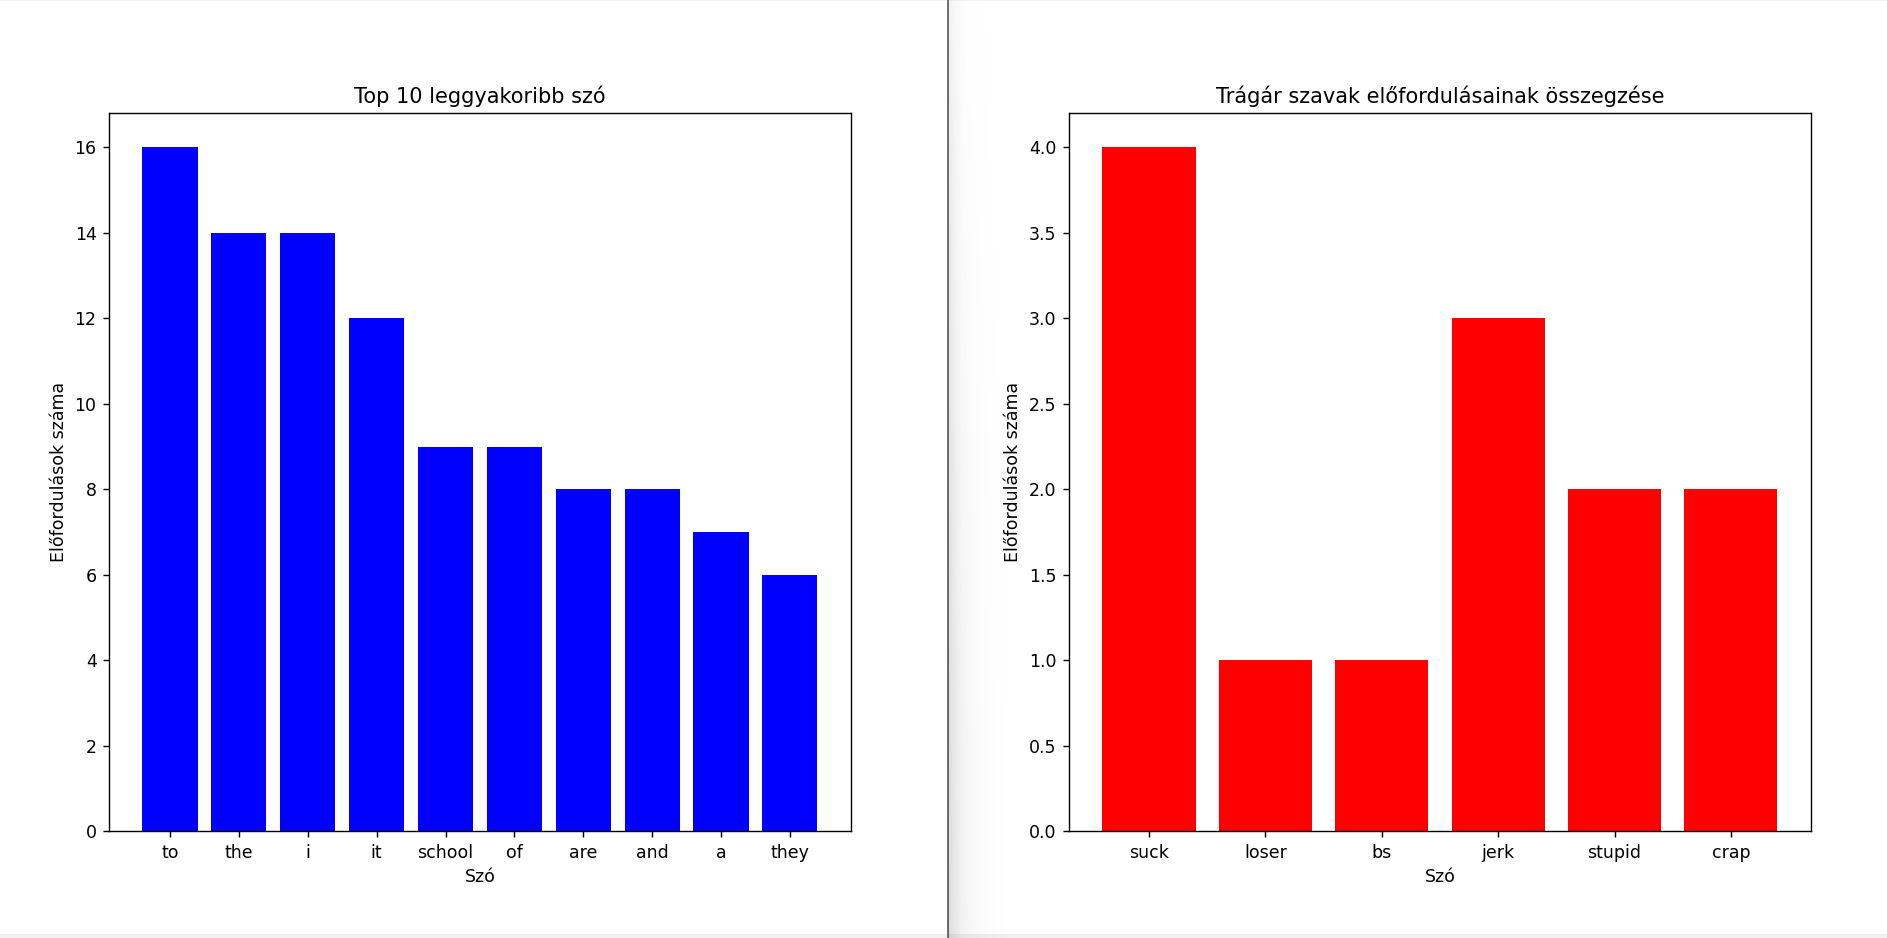 Top 10 leggyakoribb szó
Előfordulások száma
16
14
12
10
8
6
4
2
0
to the i it school of are and a they
Szó
Trágár szavak előfordulásainak összegzése
Előfordulások száma
4.0
3.5
3.0
2.5
2.0
1.5
1.0
0.5
0.0
suck loser bs jerk stupid crap
Szó